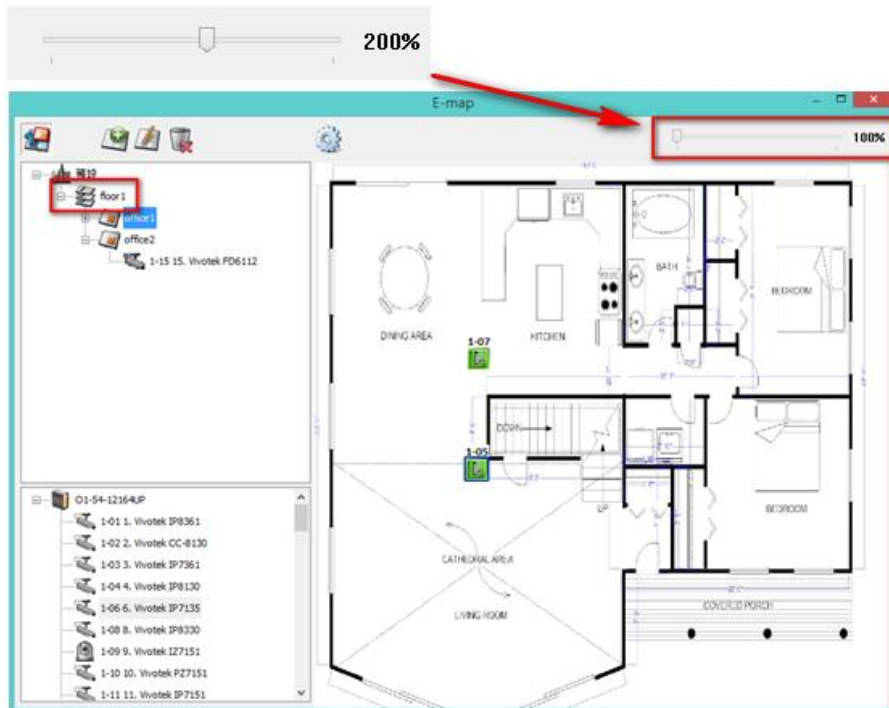 200%
E-map
100%
預設
floor1
office1
office2
1-15 15. Vivotek FD6112
BATH
BEDROOM
DINING AREA
KITCHEN
1-07
DOWN
1-05
UP
BEDROOM
CATHEDRAL AREA
LIVING ROOM
COVERED PORCH
O1-54-12164UP
1-01 1. Vivotek IP8361
1-02 2. Vivotek CC-8130
1-03 3. Vivotek IP7361
1-04 4. Vivotek IP8130
1-06 6. Vivotek IP7135
1-08 8. Vivotek IP8330
1-09 9. Vivotek IZ7151
1-10 10. Vivotek PZ7151
1-11 11. Vivotek IP7151